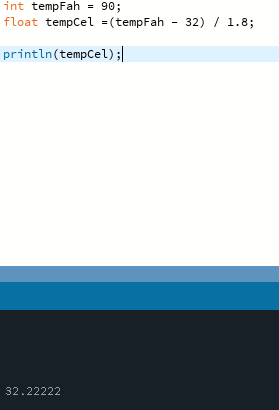 int tempFah = 90;
float tempCel =(tempFah - 32) / 1.8;
println(tempCel);
32.22222